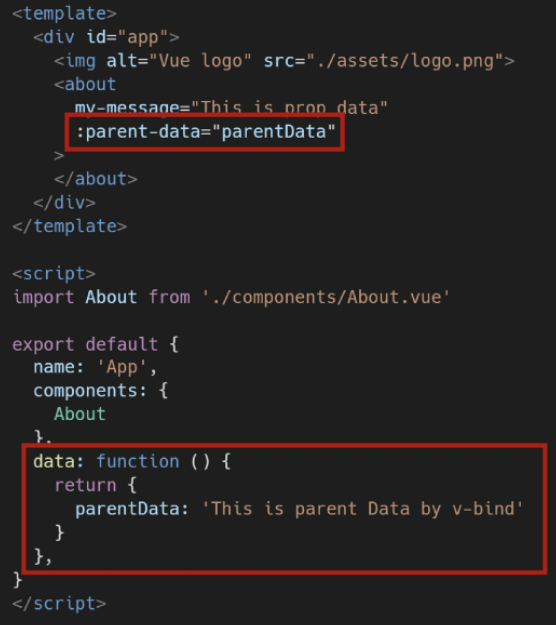 <template>
<div id="app">
<img alt="Vue logo" src="./assets/logo.png">
<about
my-message="This is prop data"
:parent-data="parentData"
>
</about>
</div>
</template>
<script>
import About from './components/About.vue'
export default {
name: 'App',
components: {
About
},
data: function () {
return {
parentData: 'This is parent Data by v-bind'
}
},
}
</script>